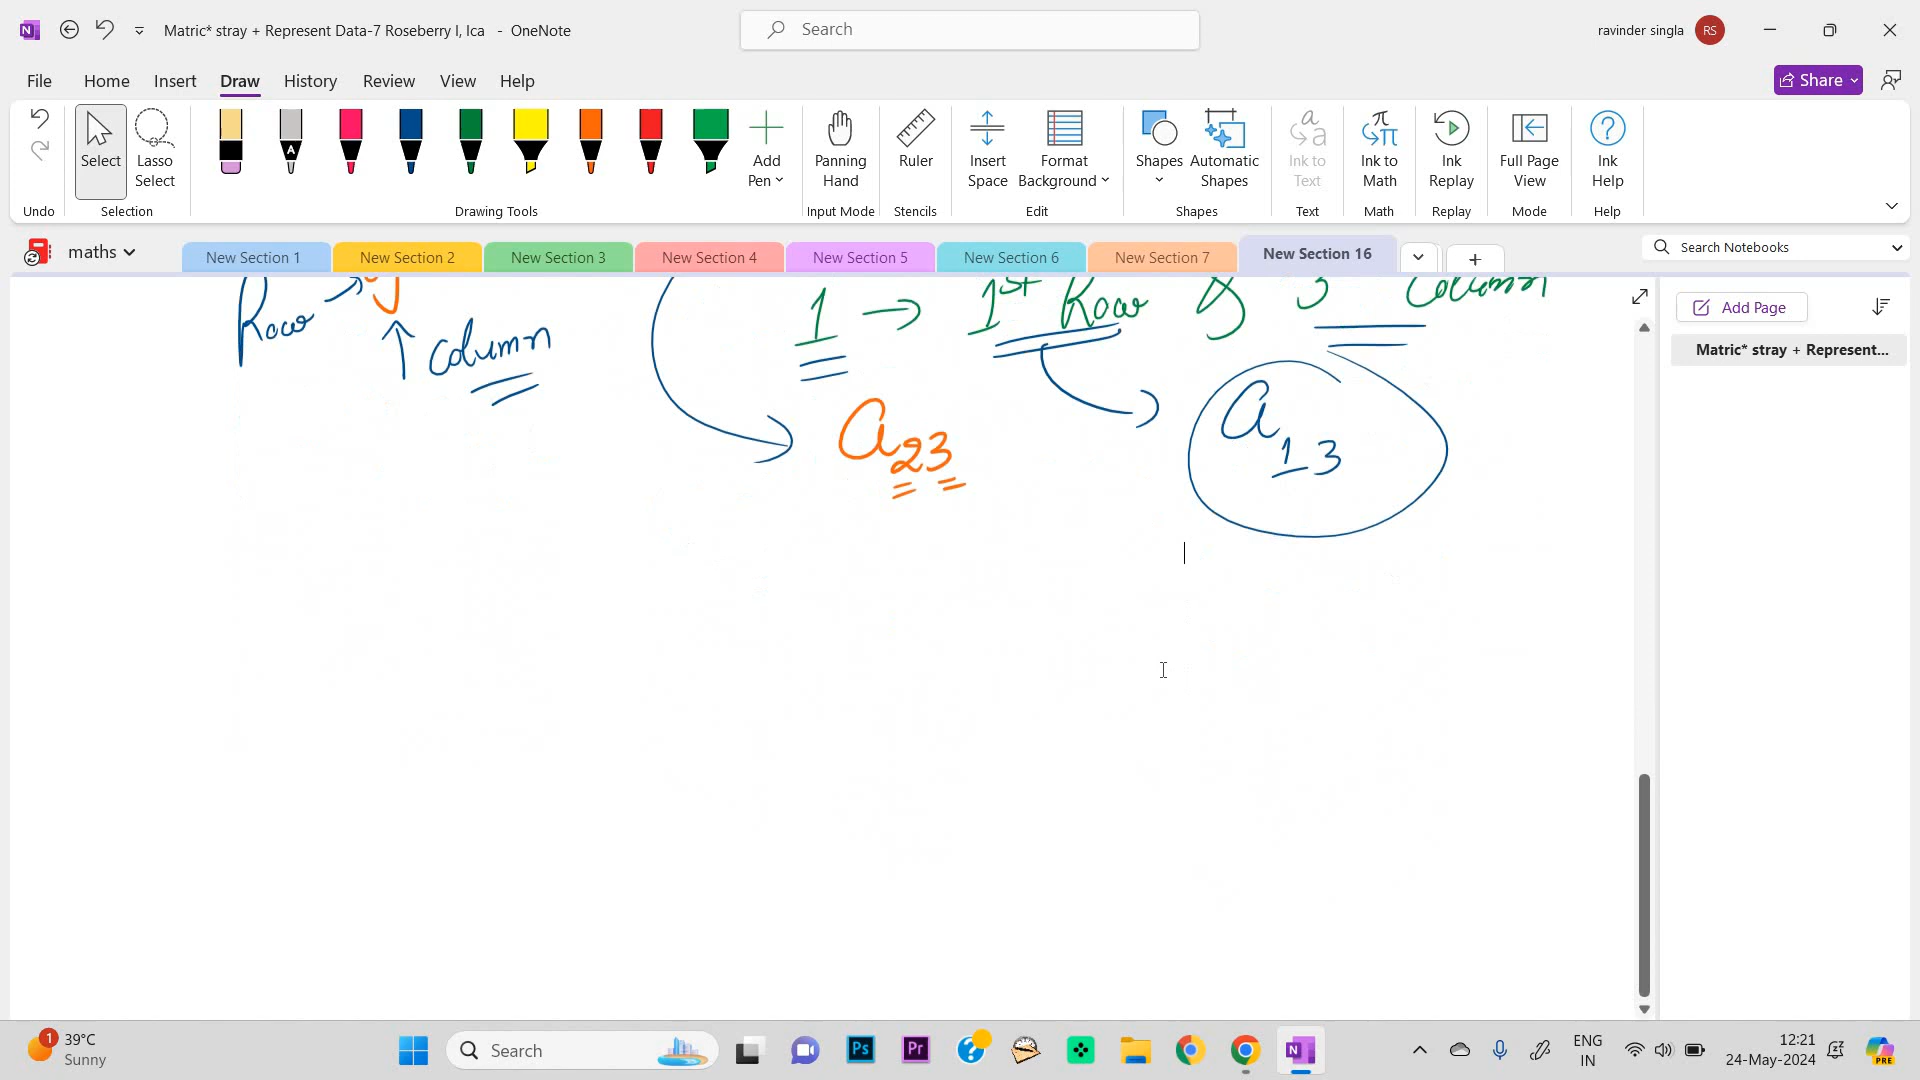 Matric* stray + Represent Data-7 Roseberry I, Ica - OneNote
Search
ravinder singla RS
File Home Insert Draw History Review View Help
Share
Select
Lasso Select
A
Add Pen
Panning Hand
Ruler
Insert Space
Format Background
Shapes
Automatic Shapes
Ink to Text
Ink to Math
Ink Replay
Full Page View
Ink Help
Undo Selection Drawing Tools Input Mode Stencils Edit Shapes Text Math Replay Mode Help
maths
New Section 1 New Section 2 New Section 3 New Section 4 New Section 5 New Section 6 New Section 7 New Section 16
Search Notebooks
Add Page
Matric* stray + Represent...
Row → j
↑ column
1 → 1st Row & 3 Column
a23
a13
1 39°C
Sunny
Search
Ps
Pr
ENG
IN
12:21
24-May-2024
PRE